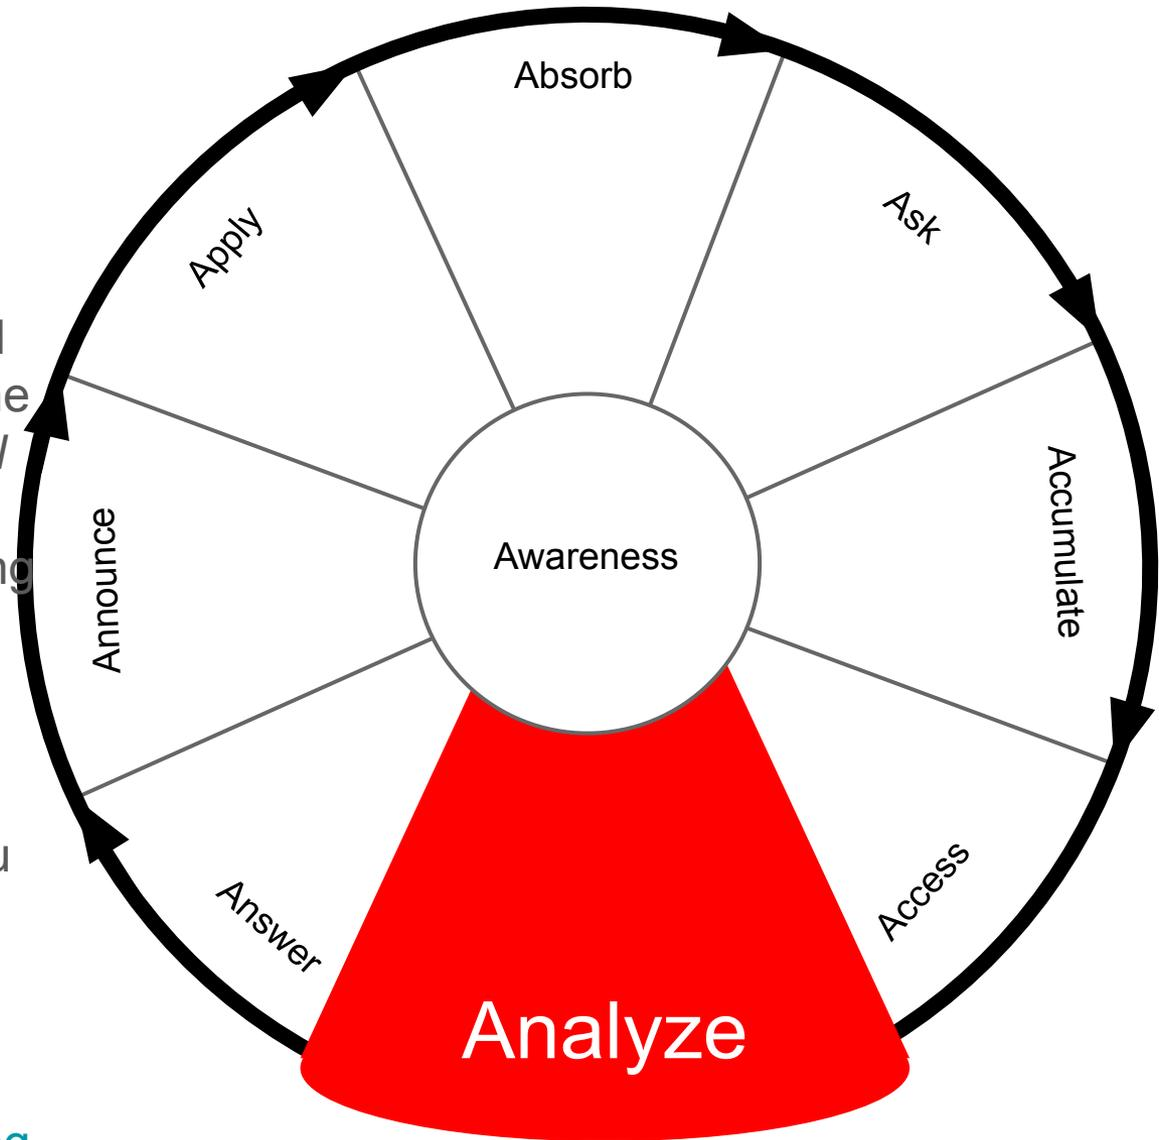 Absorb
Ask
Apply
Accumulate
Awareness
Announce
Access
Answer
Analyze